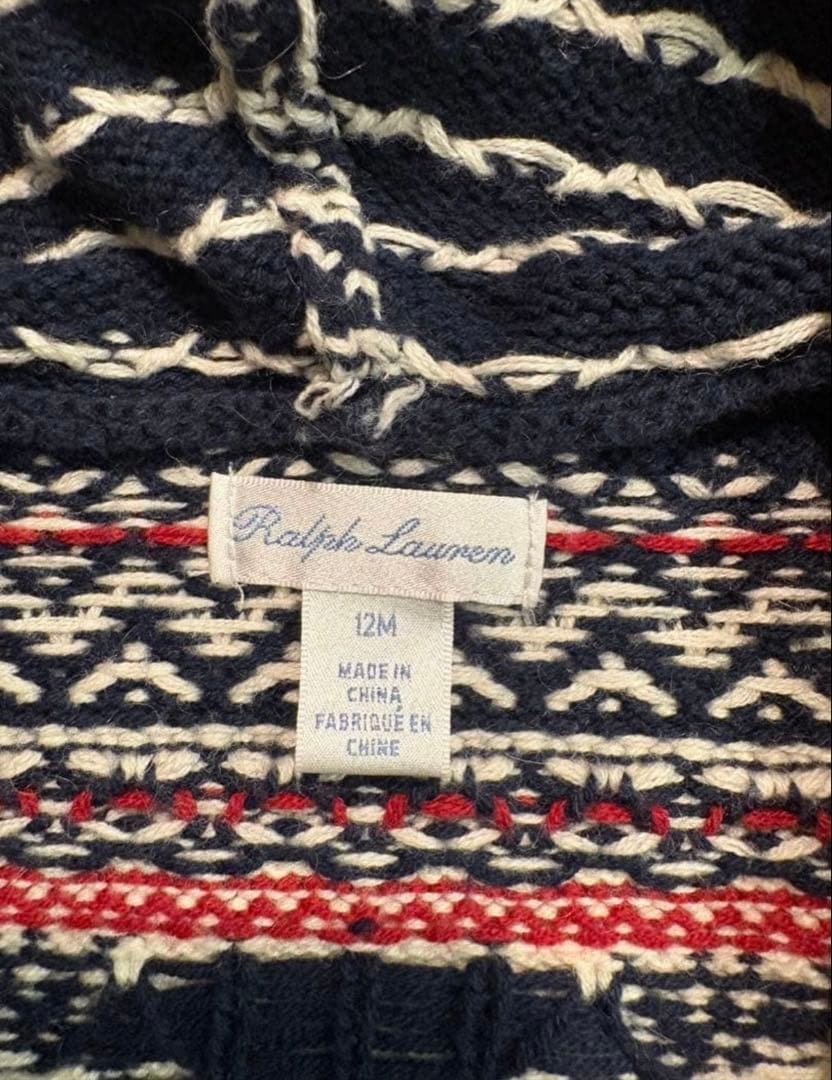 Ralph Lauren
12M
MADE IN
CHINA
FABRIQUÉ EN
CHINE